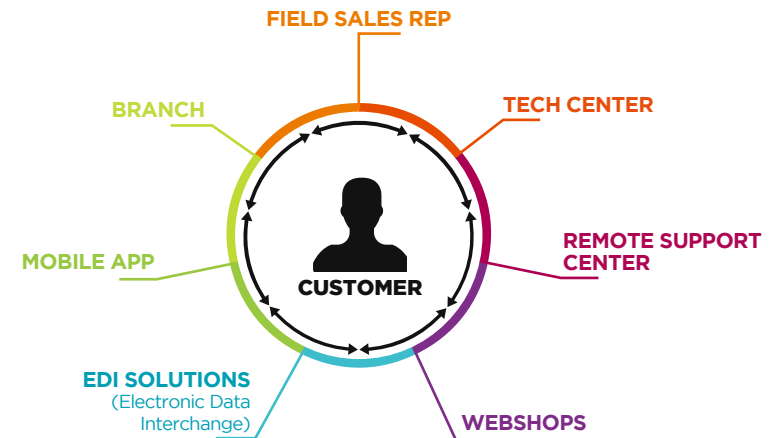 FIELD SALES REP
BRANCH
TECH CENTER
MOBILE APP
REMOTE SUPPORT
CENTER
CUSTOMER
EDI SOLUTIONS
(Electronic Data
Interchange)
WEBSHOPS